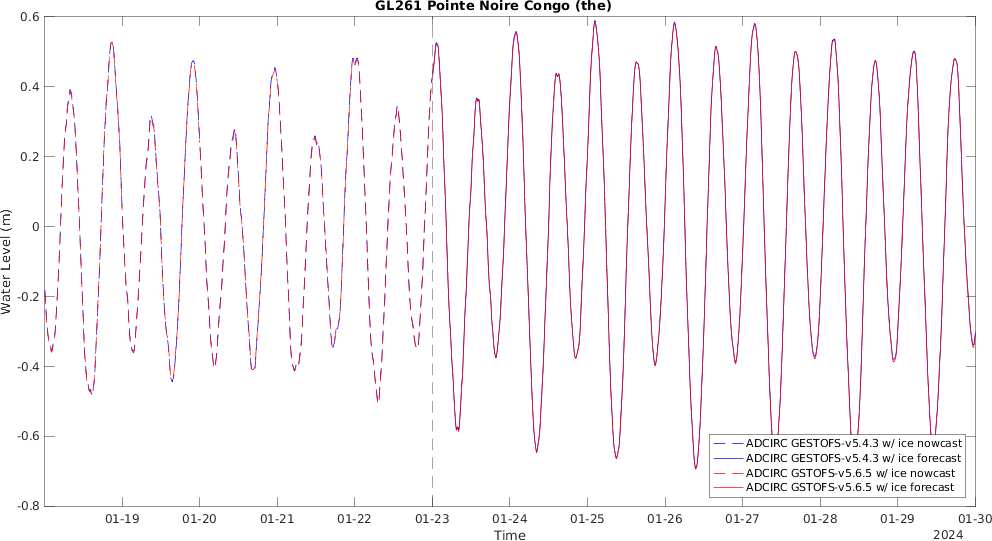 GL261 Pointe Noire Congo (the)
0.6
0.4
0.2
0
-0.2
-0.4
-0.6
-0.8
Water Level (m)
ADCIRC GESTOFS-v5.4.3 w/ ice nowcast
ADCIRC GESTOFS-v5.4.3 w/ ice forecast
ADCIRC GSTOFS-v5.6.5 w/ ice nowcast
ADCIRC GSTOFS-v5.6.5 w/ ice forecast
01-19 01-20 01-21 01-22 01-23 01-24 01-25 01-26 01-27 01-28 01-29 01-30
Time
2024